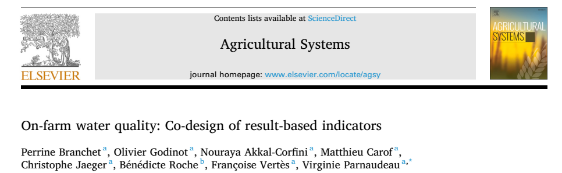 Contents lists available at ScienceDirect
Agricultural Systems
ELSEVIER
journal homepage: www.elsevier.com/locate/agsy
AGRICULTURAL
SYSTEMS
On-farm water quality: Co-design of result-based indicators
Perrine Branchet a, Olivier Godinot a, Nouraya Akkal-Corfini a, Matthieu Carof a,
Christophe Jaeger a, Bénédicte Roche b, Françoise Vertès a, Virginie Parnaudeau a,*